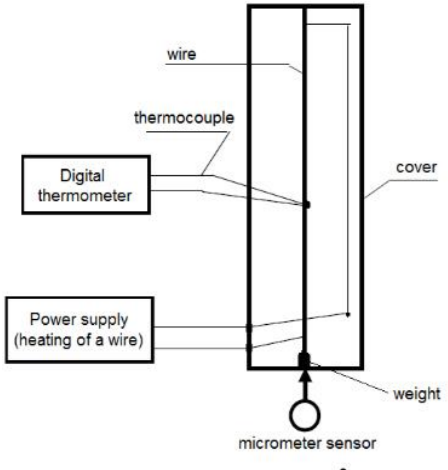 wire
thermocouple
Digital
thermometer
cover
Power supply
(heating of a wire)
weight
micrometer sensor